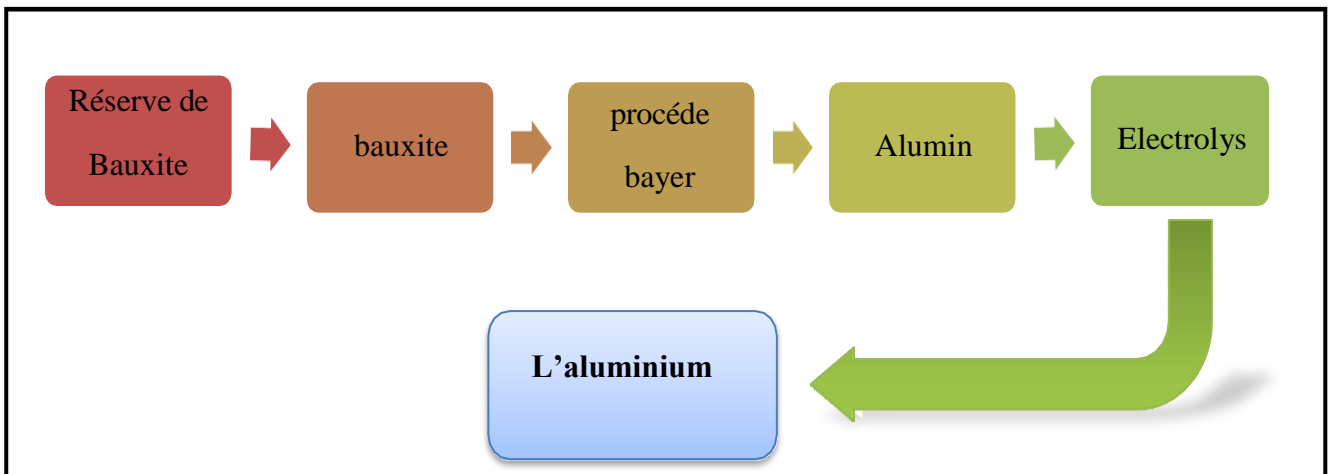 Réserve de
Bauxite
bauxite
procéde
bayer
Alumin
Electrolys
L’aluminium